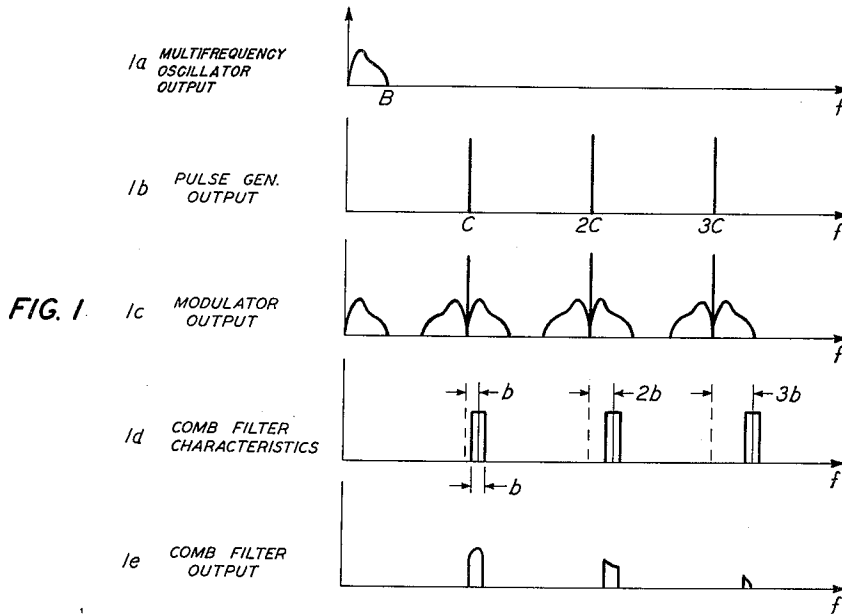 1a MULTIFREQUENCY
OSCILLATOR
OUTPUT
B
f
1b PULSE GEN.
OUTPUT
C 2C 3C
f
FIG. 1 1c MODULATOR
OUTPUT
f
1d COMB FILTER
CHARACTERISTICS
b 2b 3b
b
f
1e COMB FILTER
OUTPUT
f